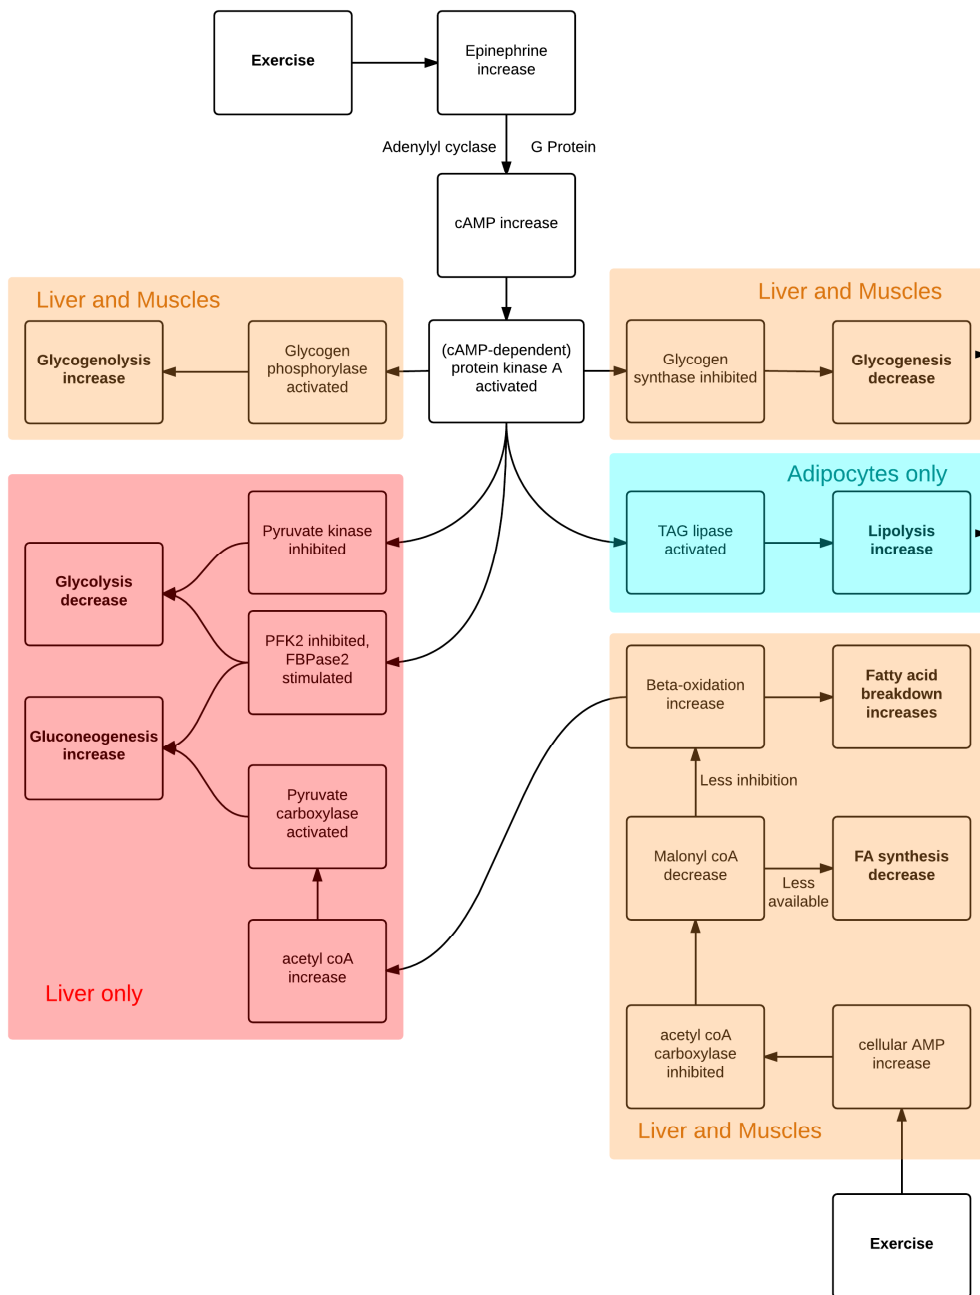 Exercise
Epinephrine
increase
Adenylyl cyclase
G Protein
cAMP increase
Liver and Muscles
Glycogenolysis
increase
Glycogen
phosphorylase
activated
(cAMP-dependent)
protein kinase A
activated
Liver and Muscles
Glycogen
synthase inhibited
Glycogenesis
decrease
Adipocytes only
TAG lipase
activated
Lipolysis
increase
Pyruvate kinase
inhibited
Glycolysis
decrease
PFK2 inhibited,
FBPase2
stimulated
Gluconeogenesis
increase
Pyruvate
carboxylase
activated
acetyl coA
increase
Liver only
Beta-oxidation
increase
Fatty acid
breakdown
increases
Less inhibition
Malonyl coA
decrease
Less
available
FA synthesis
decrease
acetyl coA
carboxylase
inhibited
cellular AMP
increase
Liver and Muscles
Exercise